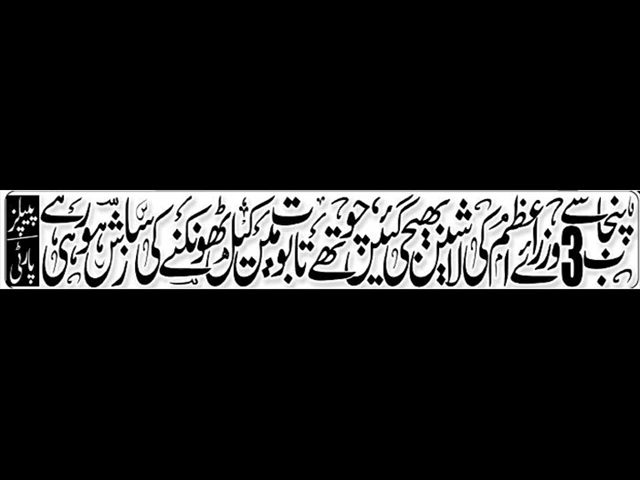 پنجاب سے 3 وزرائے اعظم کی لاشیں بھیجی گئیں، چوتھے تابوت میں کیل ٹھونکنے کی سازش ہو رہی ہے
پیپلز
پارٹی